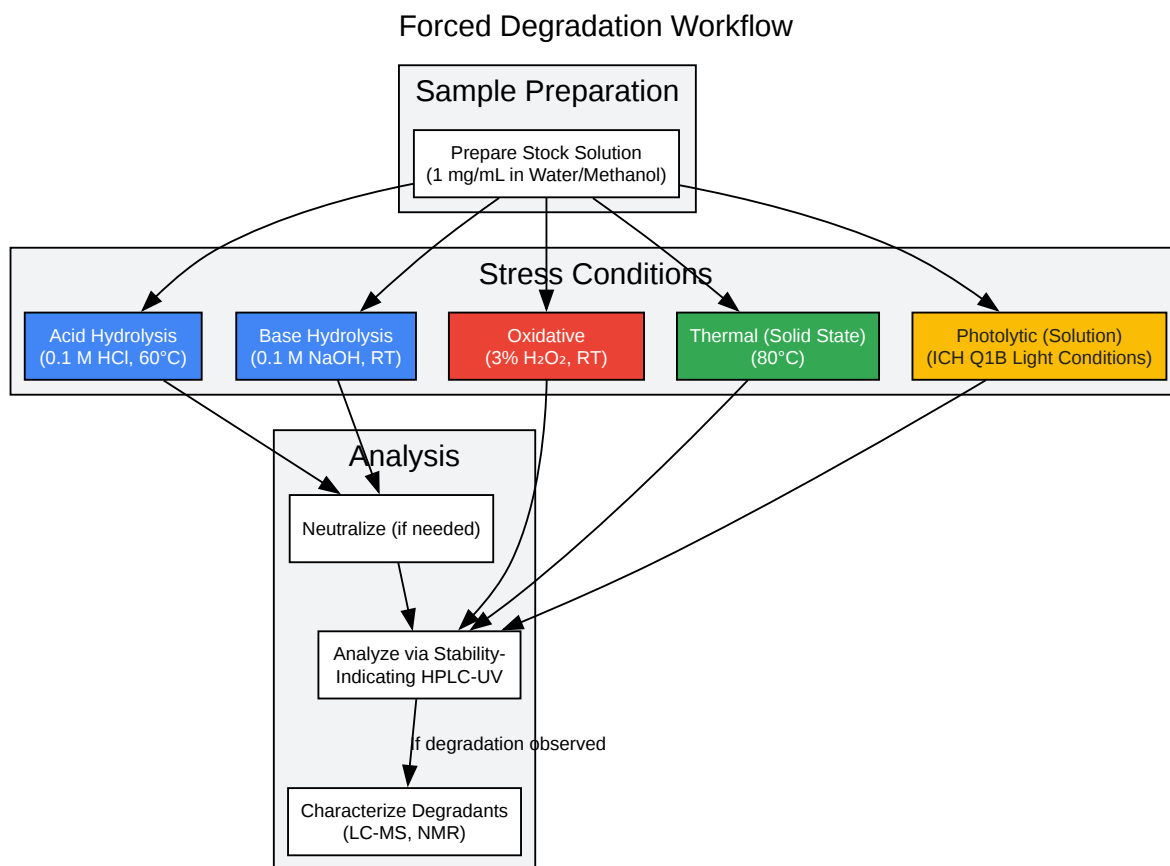 Forced Degradation Workflow
Sample Preparation
Prepare Stock Solution
(1 mg/mL in Water/Methanol)
Stress Conditions
Acid Hydrolysis
(0.1 M HCl, 60°C)
Base Hydrolysis
(0.1 M NaOH, RT)
Oxidative
(3% H₂O₂, RT)
Thermal (Solid State)
(80°C)
Photolytic (Solution)
(ICH Q1B Light Conditions)
Analysis
Neutralize (if needed)
Analyze via Stability-
Indicating HPLC-UV
If degradation observed
Characterize Degradants
(LC-MS, NMR)